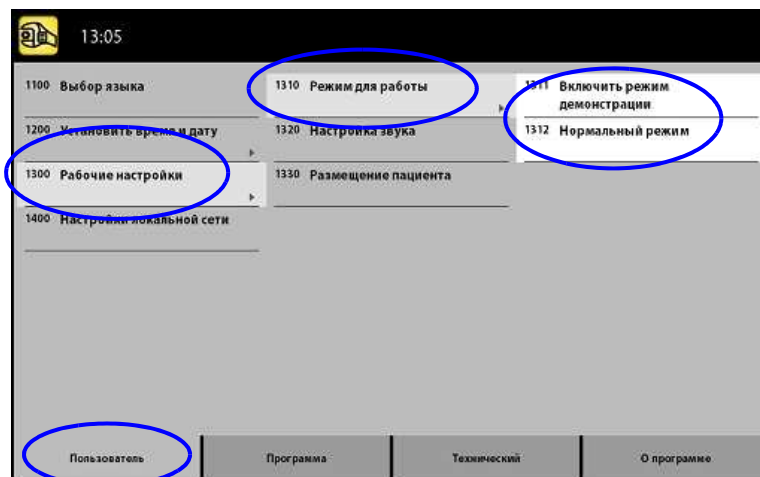 13:05
1100 Выбор языка
1200 Установить время и дату
1300 Рабочие настройки
1400 Настройки локальной сети
1310 Режим для работы
1320 Настройка звука
1330 Размещение пациента
1311 Включить режим
демонстрации
1312 Нормальный режим
Пользователь
Программа
Технический
О программе